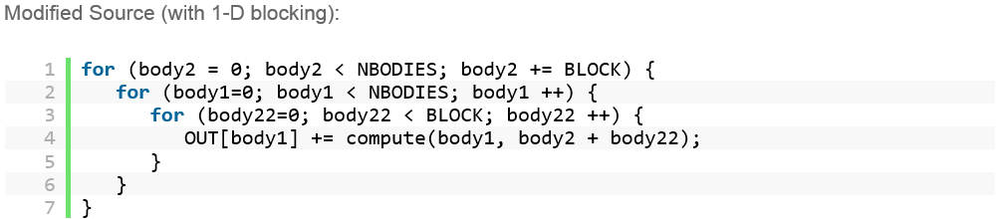 Modified Source (with 1-D blocking):
1 for (body2 = 0; body2 < NBODIES; body2 += BLOCK) {
2 for (body1=0; body1 < NBODIES; body1 ++) {
3 for (body22=0; body22 < BLOCK; body22 ++) {
4 OUT[body1] += compute(body1, body2 + body22);
5 }
6 }
7 }